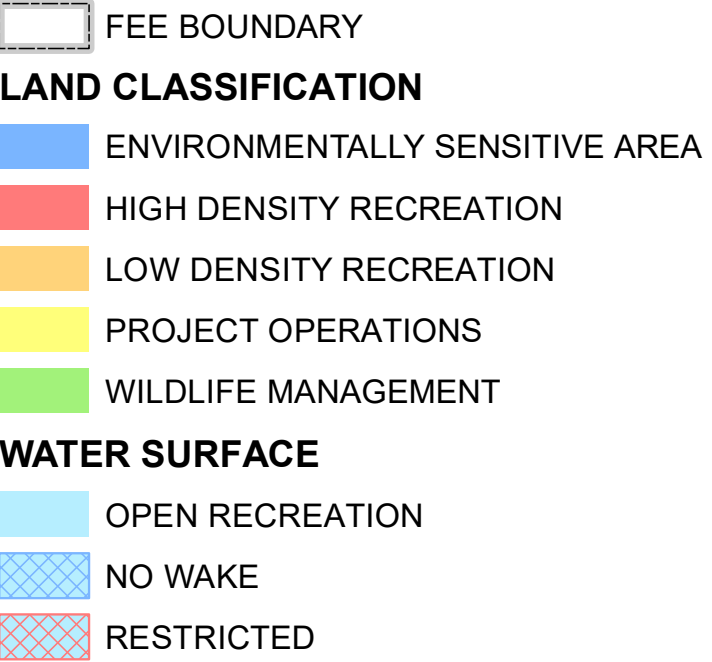 FEE BOUNDARY
LAND CLASSIFICATION
ENVIRONMENTALLY SENSITIVE AREA
HIGH DENSITY RECREATION
LOW DENSITY RECREATION
PROJECT OPERATIONS
WILDLIFE MANAGEMENT
WATER SURFACE
OPEN RECREATION
NO WAKE
RESTRICTED